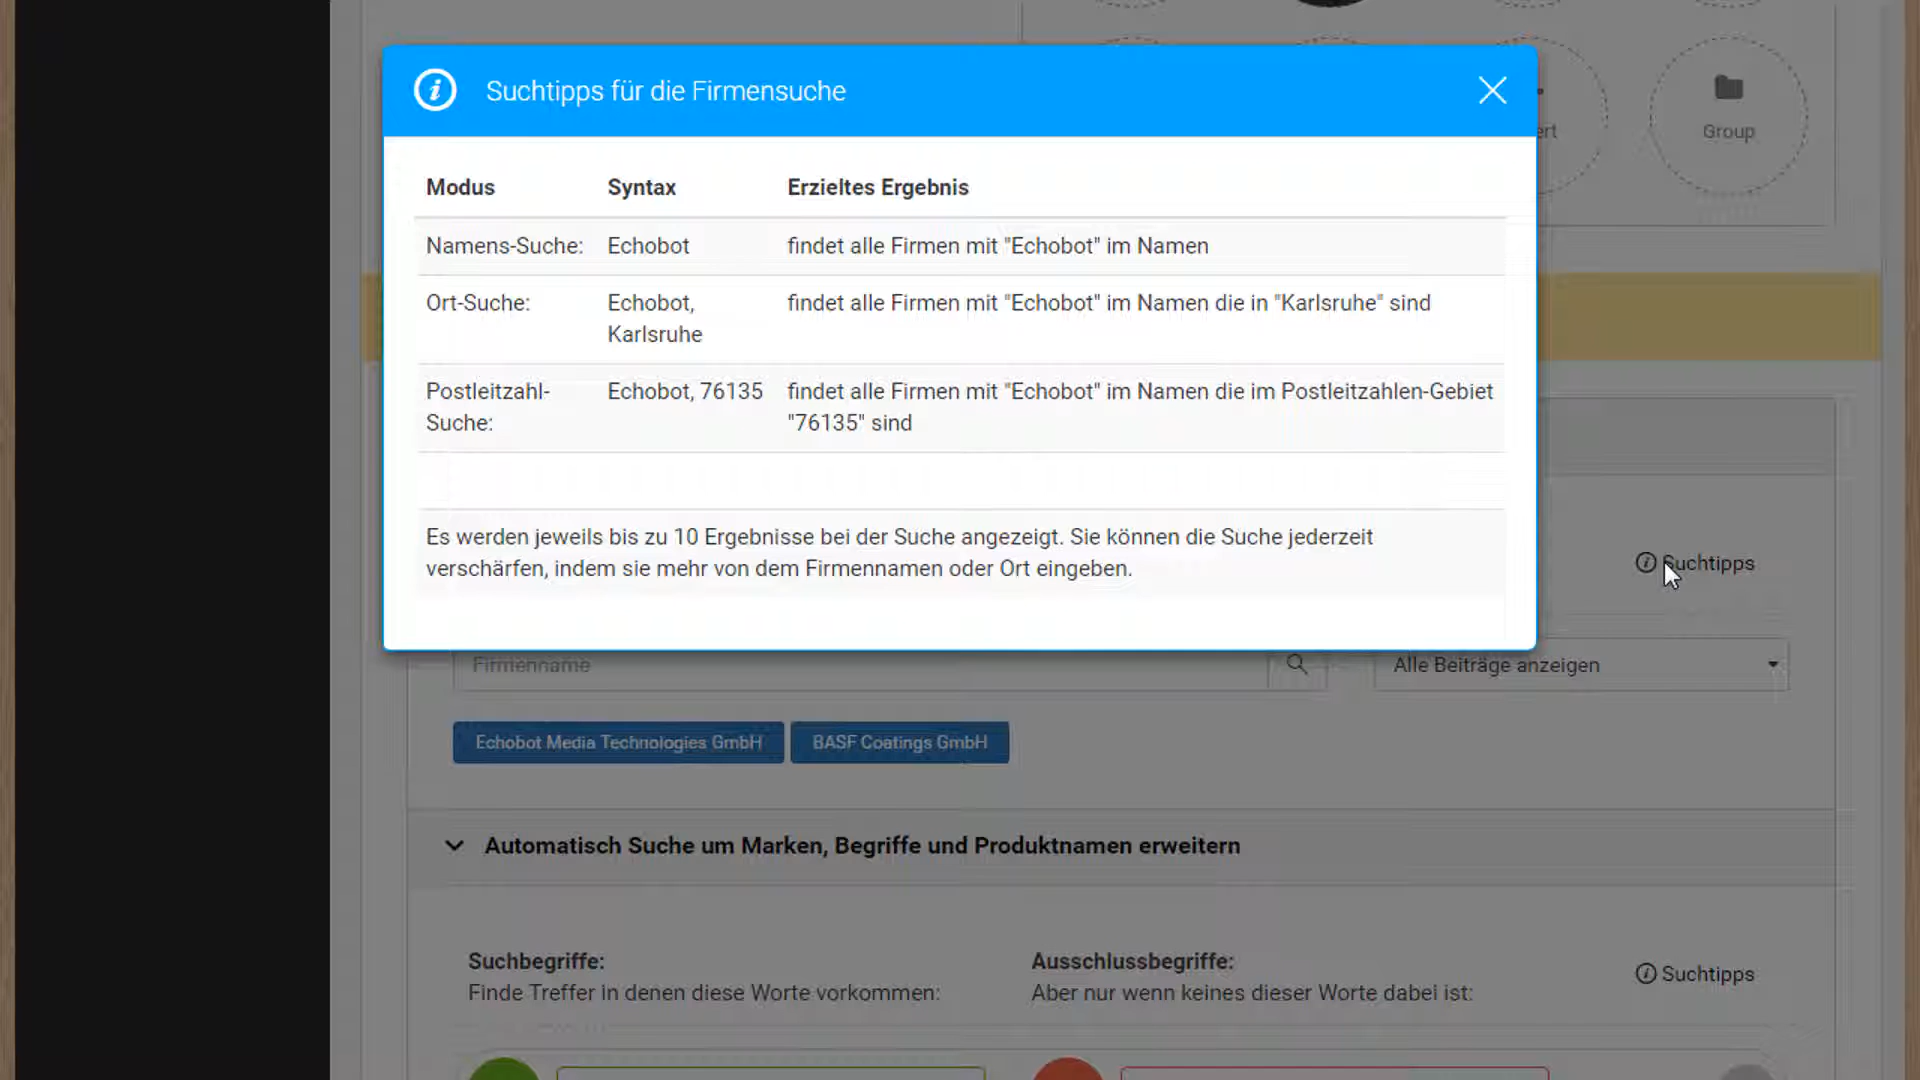 Suchtipps für die Firmensuche
Group
Modus Syntax Erzieltes Ergebnis
Namens-Suche: Echobot findet alle Firmen mit "Echobot" im Namen
Ort-Suche: Echobot, findet alle Firmen mit "Echobot" im Namen die in "Karlsruhe" sind
Karlsruhe
Postleitzahl- Echobot, 76135 findet alle Firmen mit "Echobot" im Namen die im Postleitzahlen-Gebiet
Suche: "76135" sind
Es werden jeweils bis zu 10 Ergebnisse bei der Suche angezeigt. Sie können die Suche jederzeit
verschärfen, indem sie mehr von dem Firmennamen oder Ort eingeben.
Suchtipps
Firmenname
Alle Beiträge anzeigen
Echobot Media Technologies GmbH BASF Coatings GmbH
Automatisch Suche um Marken, Begriffe und Produktnamen erweitern
Suchbegriffe: Ausschlussbegriffe:
Finde Treffer in denen diese Worte vorkommen: Aber nur wenn keines dieser Worte dabei ist:
Suchtipps